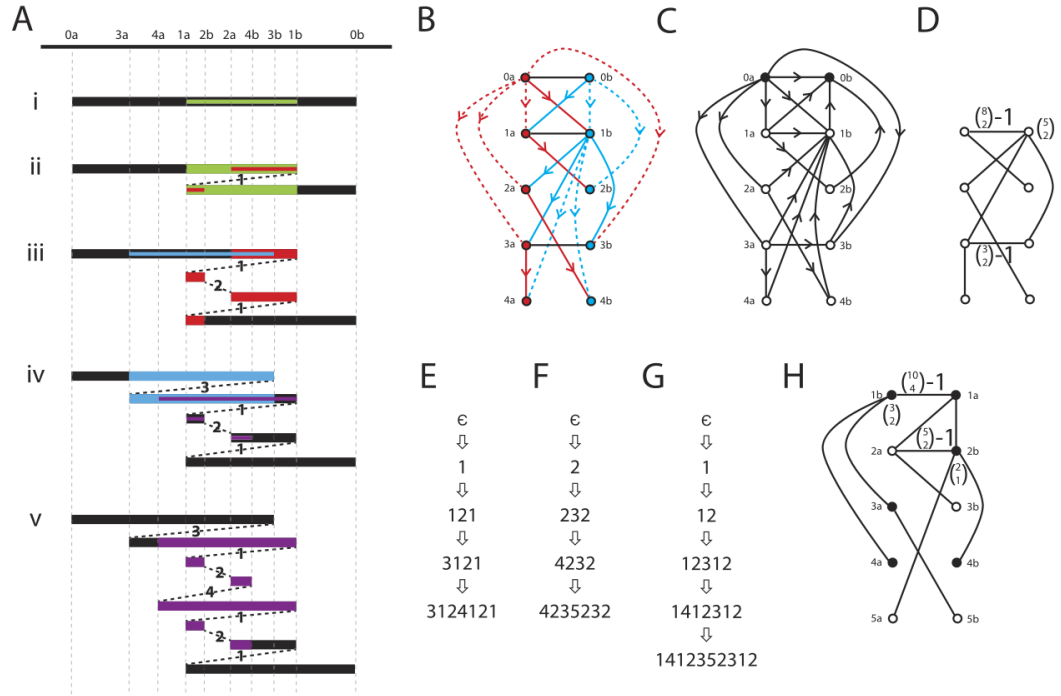 A
0a 3a 4a 1a 2b 2a 4b 3b 1b 0b
i
ii
1
iii
1
2
1
iv
3
1
2
1
v
3
1
2
4
1
2
1
B
0a 0b
1a 1b
2a 2b
3a 3b
4a 4b
C
0a 0b
1a 1b
2a 2b
3a 3b
4a 4b
D
(8 2)-1 (5 2)
(3 2)-1
E
ϵ
⇩
1
⇩
121
⇩
3121
⇩
3124121
F
ϵ
⇩
2
⇩
232
⇩
4232
⇩
4235232
G
ϵ
⇩
1
⇩
12
⇩
12312
⇩
1412312
⇩
1412352312
H
1b (10 4)-1 1a
(3 2)
2a (5 2)-1 2b
(2 1)
3a 3b
4a 4b
5a 5b